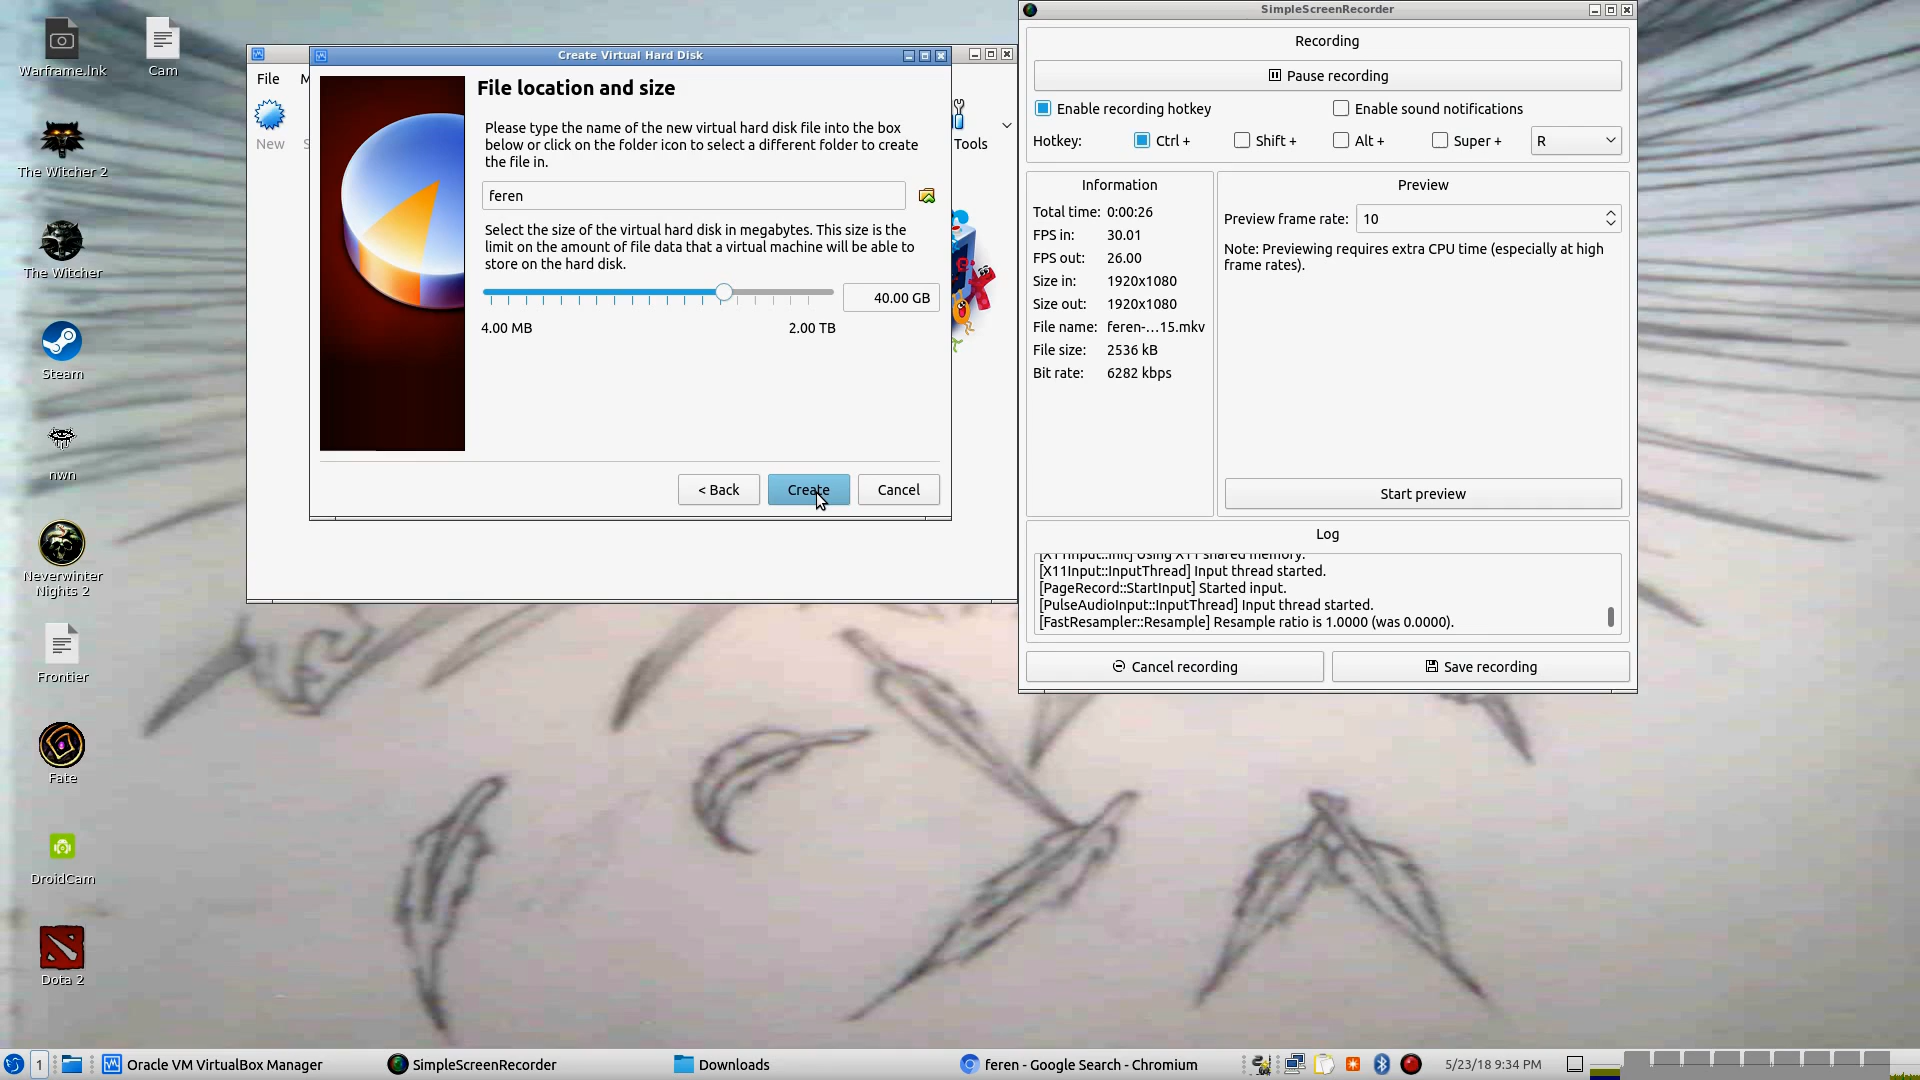 Warframe.lnk
Cam
The Witcher 2
The Witcher
Steam
nwn
Neverwinter
Nights 2
Frontier
Fate
DroidCam
Dota 2
File
New
Tools
Create Virtual Hard Disk
File location and size
Please type the name of the new virtual hard disk file into the box
below or click on the folder icon to select a different folder to create
the file in.
feren
Select the size of the virtual hard disk in megabytes. This size is the
limit on the amount of file data that a virtual machine will be able to
store on the hard disk.
40.00 GB
4.00 MB
2.00 TB
< Back
Create
Cancel
SimpleScreenRecorder
Recording
Pause recording
Enable recording hotkey
Enable sound notifications
Hotkey:
Ctrl +
Shift +
Alt +
Super +
R
Information
Total time: 0:00:26
FPS in: 30.01
FPS out: 26.00
Size in: 1920x1080
Size out: 1920x1080
File name: feren-...15.mkv
File size: 2536 kB
Bit rate: 6282 kbps
Preview
Preview frame rate: 10
Note: Previewing requires extra CPU time (especially at high
frame rates).
Start preview
Log
[X11Input::Init] Using X11 shared memory.
[X11Input::InputThread] Input thread started.
[PageRecord::StartInput] Started input.
[PulseAudioInput::InputThread] Input thread started.
[FastResampler::Resample] Resample ratio is 1.0000 (was 0.0000).
Cancel recording
Save recording
1
Oracle VM VirtualBox Manager
SimpleScreenRecorder
Downloads
feren - Google Search - Chromium
5/23/18 9:34 PM